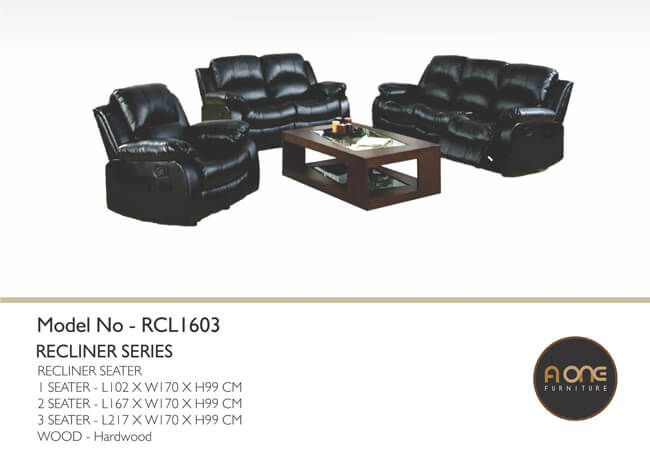 Model No - RCL1603
RECLINER SERIES
RECLINER SEATER
1 SEATER - L102 X W170 X H99 CM
2 SEATER - L167 X W170 X H99 CM
3 SEATER - L217 X W170 X H99 CM
WOOD - Hardwood
A ONE
FURNITURE